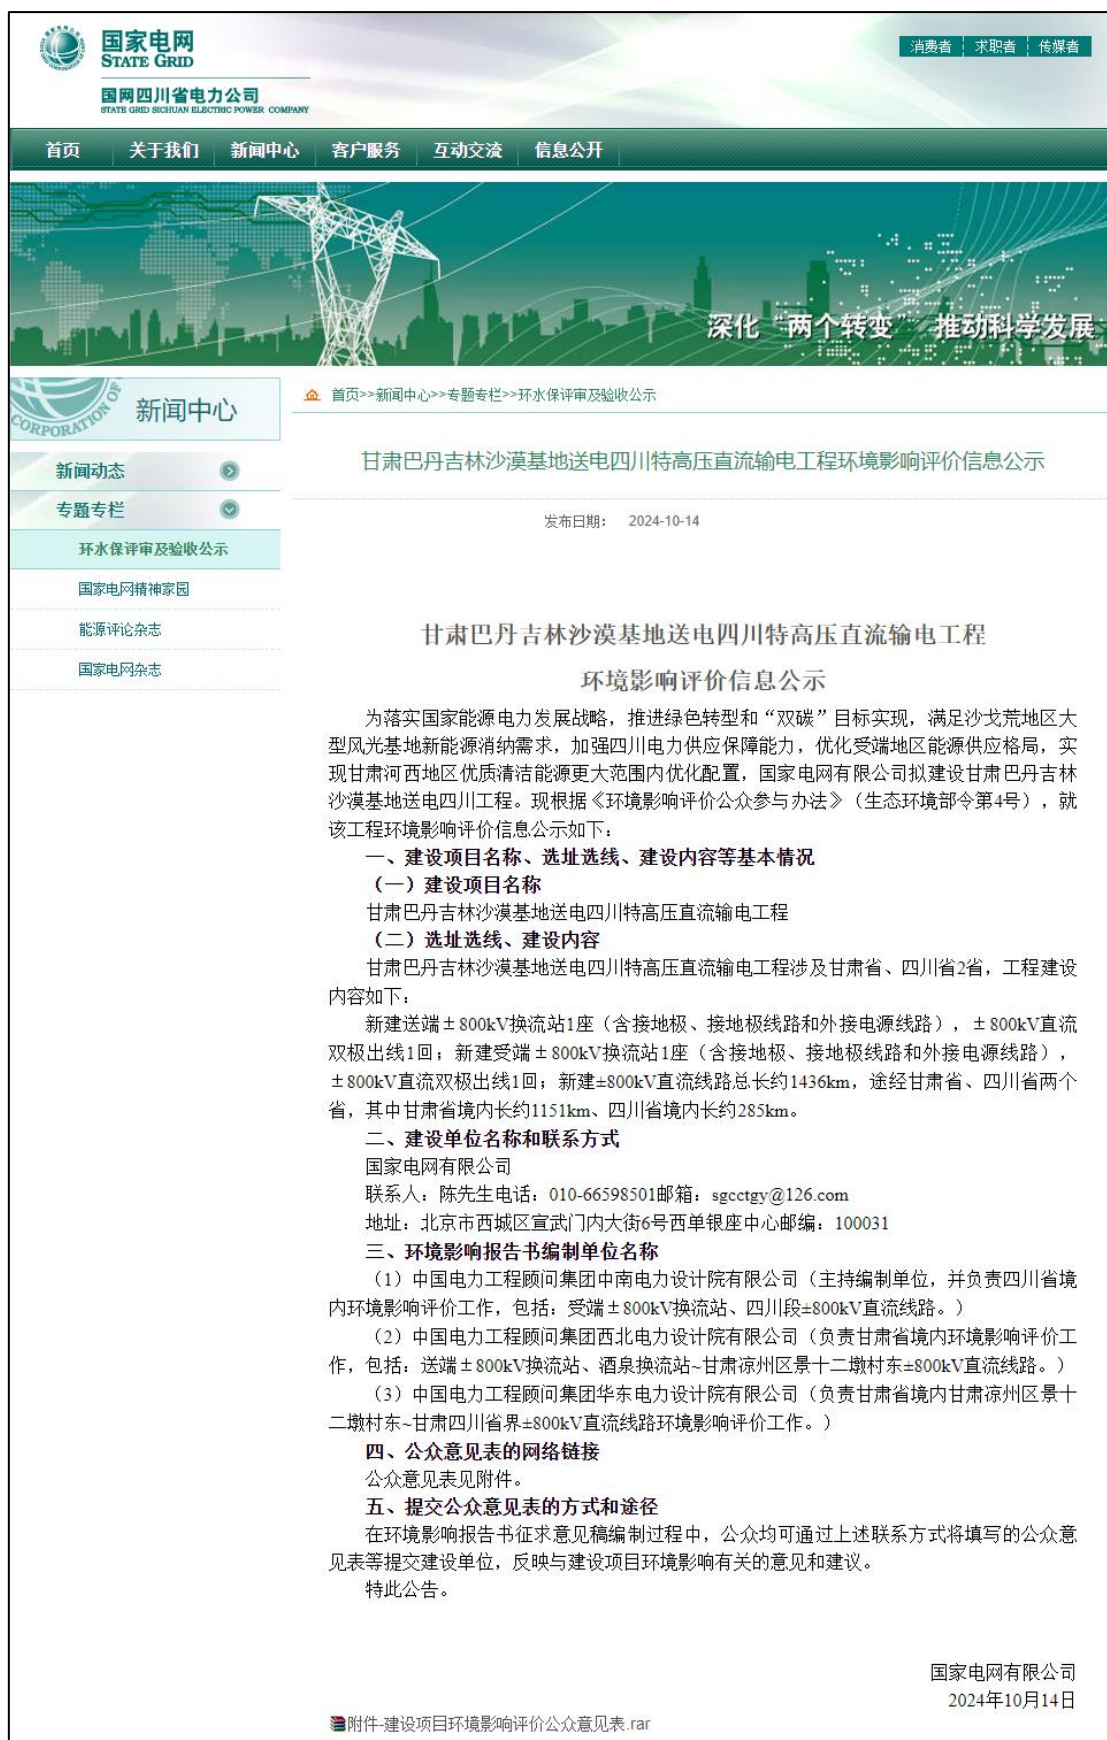 国家电网
STATE GRID
国网四川省电力公司
STATE GRID SICHUAN ELECTRIC POWER COMPANY
消费者 求职者 传媒者
首页 关于我们 新闻中心 客户服务 互动交流 信息公开
深化“两个转变” 推动科学发展
CORPORATION OF
新闻中心
首页>>新闻中心>>专题专栏>>环水保评审及验收公示
新闻动态
专题专栏
环水保评审及验收公示
国家电网精神家园
能源评论杂志
国家电网杂志
甘肃巴丹吉林沙漠基地送电四川特高压直流输电工程环境影响评价信息公示
发布日期： 2024-10-14
甘肃巴丹吉林沙漠基地送电四川特高压直流输电工程
环境影响评价信息公示
为落实国家能源电力发展战略，推进绿色转型和“双碳”目标实现，满足沙戈荒地区大
型风光基地新能源消纳需求，加强四川电力供应保障能力，优化受端地区能源供应格局，实
现甘肃河西地区优质清洁能源更大范围内优化配置，国家电网有限公司拟建设甘肃巴丹吉林
沙漠基地送电四川工程。现根据《环境影响评价公众参与办法》（生态环境部令第4号），就
该工程环境影响评价信息公示如下：
一、建设项目名称、选址选线、建设内容等基本情况
（一）建设项目名称
甘肃巴丹吉林沙漠基地送电四川特高压直流输电工程
（二）选址选线、建设内容
甘肃巴丹吉林沙漠基地送电四川特高压直流输电工程涉及甘肃省、四川省2省，工程建设
内容如下：
新建送端±800kV换流站1座（含接地极、接地极线路和外接电源线路），±800kV直流
双极出线1回；新建受端±800kV换流站1座（含接地极、接地极线路和外接电源线路），
±800kV直流双极出线1回；新建±800kV直流线路总长约1436km，途经甘肃省、四川省两个
省，其中甘肃省境内长约1151km、四川省境内长约285km。
二、建设单位名称和联系方式
国家电网有限公司
联系人：陈先生电话：010-66598501邮箱：sgcctgy@126.com
地址：北京市西城区宣武门内大街6号西单银座中心邮编：100031
三、环境影响报告书编制单位名称
（1）中国电力工程顾问集团中南电力设计院有限公司（主持编制单位，并负责四川省境
内环境影响评价工作，包括：受端±800kV换流站、四川段±800kV直流线路。）
（2）中国电力工程顾问集团西北电力设计院有限公司（负责甘肃省境内环境影响评价工
作，包括：送端±800kV换流站、酒泉换流站~甘肃凉州区景十二墩村东±800kV直流线路。）
（3）中国电力工程顾问集团华东电力设计院有限公司（负责甘肃省境内甘肃凉州区景十
二墩村东~甘肃四川省界±800kV直流线路环境影响评价工作。）
四、公众意见表的网络链接
公众意见表见附件。
五、提交公众意见表的方式和途径
在环境影响报告书征求意见稿编制过程中，公众均可通过上述联系方式将填写的公众意
见表等提交建设单位，反映与建设项目环境影响有关的意见和建议。
特此公告。
国家电网有限公司
2024年10月14日
附件-建设项目环境影响评价公众意见表.rar